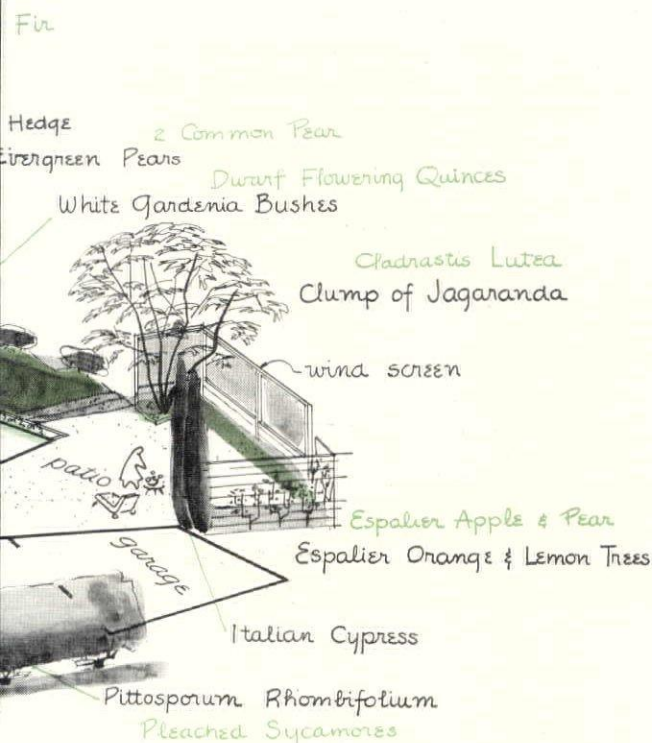 Fir
Hedge
2 Common Pear
Evergreen Pears
Dwarf Flowering Quinces
White Gardenia Bushes
Cladrastis Lutea
Clump of Jagaranda
wind screen
patio
Espalier Apple & Pear
garage
Espalier Orange & Lemon Trees
Italian Cypress
Pittosporum Rhombifolium
Pleached Sycamores